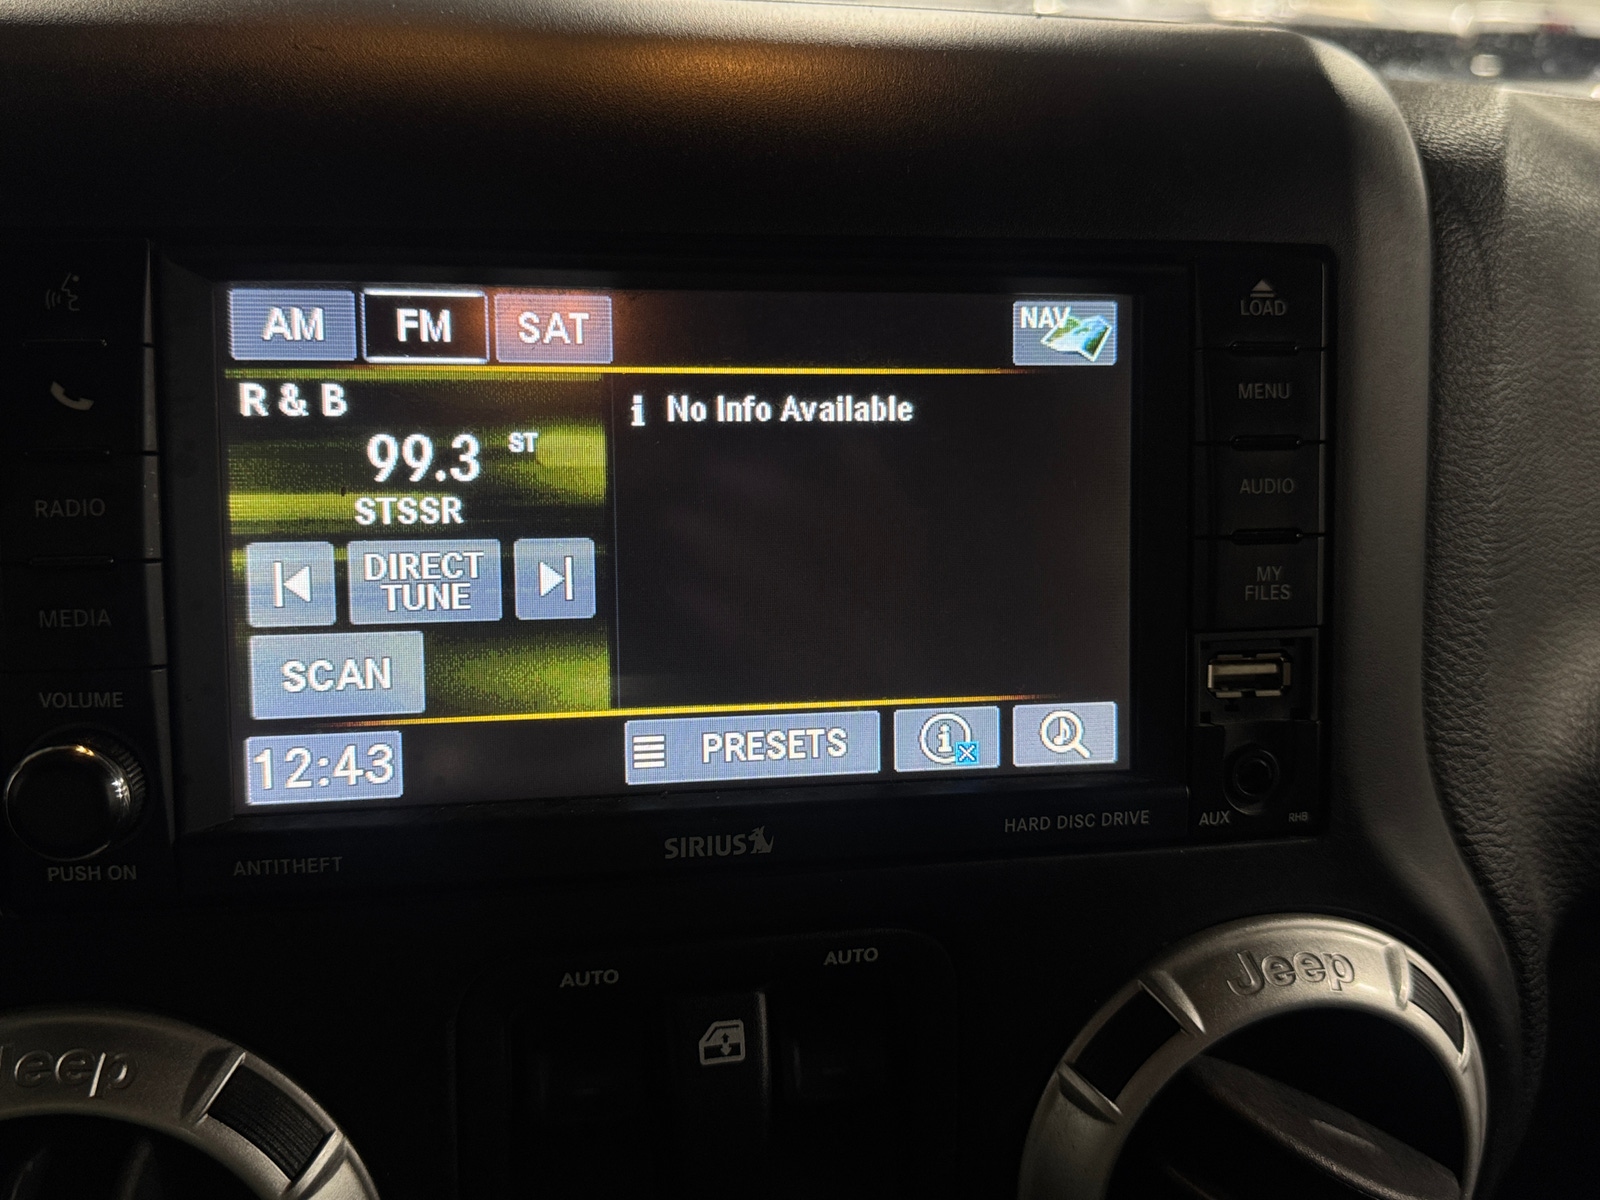 AM
FM
SAT
NAV
R & B
99.3 ST
STSSR
DIRECT
TUNE
SCAN
12:43
i No Info Available
PRESETS
i
RADIO
MEDIA
VOLUME
PUSH ON
LOAD
MENU
AUDIO
MY
FILES
AUX
RHB
ANTITHEFT
SIRIUS
HARD DISC DRIVE
AUTO
AUTO
Jeep
Jeep